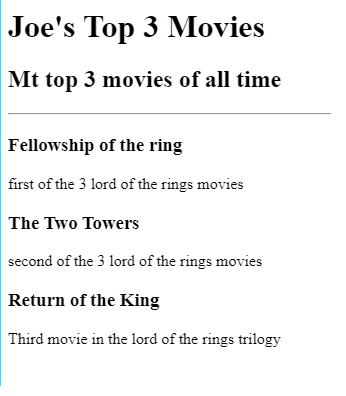 Joe's Top 3 Movies
Mt top 3 movies of all time
Fellowship of the ring
first of the 3 lord of the rings movies
The Two Towers
second of the 3 lord of the rings movies
Return of the King
Third movie in the lord of the rings trilogy